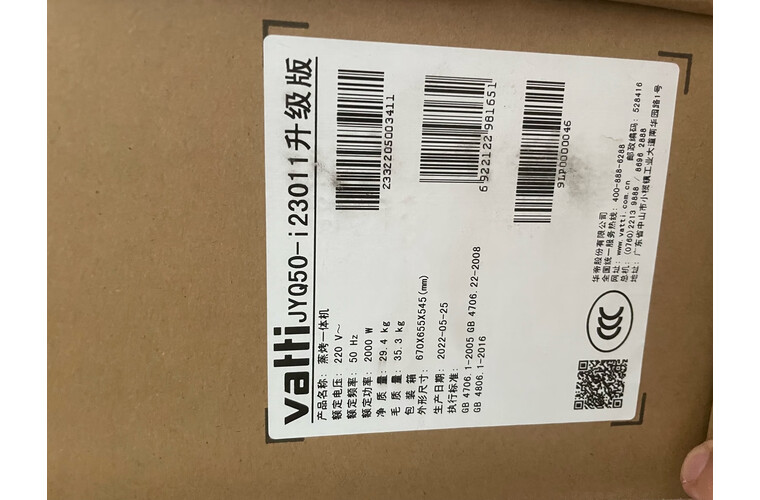 vatti JYQ50-i23011升级版
产品名称: 蒸烤一体机
额定电压: 220 V～
额定频率: 50 Hz
额定功率: 2000 W
净 质 量: 29.4 kg
毛 质 量: 35.3 kg
包 装 箱
外形尺寸: 670X655X545(mm)
生产日期: 2022-05-25
执行标准:
GB 4706.1-2005 GB 4706.22-2008
GB 4806.1-2016
2332205003411
6922122981651
9LP0000046
华帝股份有限公司
全国统一服务热线: 400-888-6288
网址: www.vatti.com.cn 邮政编码: 528416
总机: (0760)2213 9888 / 8696 2888
地址: 广东省中山市小榄镇工业大道南华园路1号
CCC